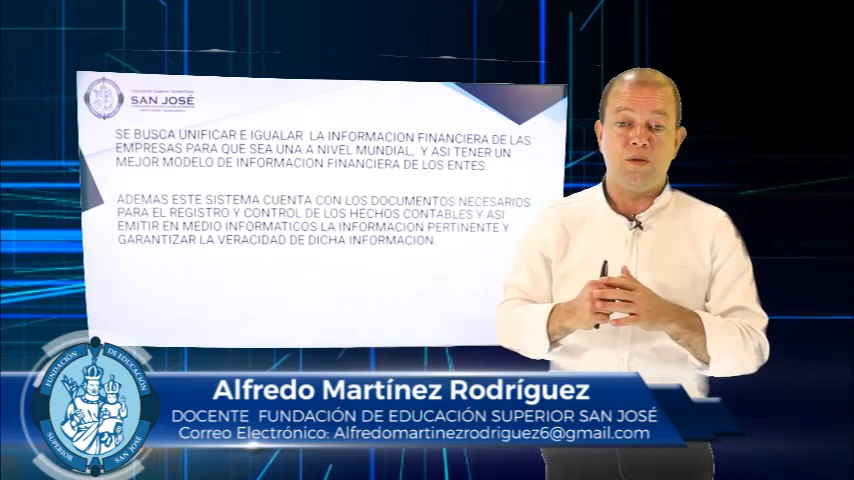 Educación Superior Universitaria
SAN JOSÉ
SE BUSCA UNIFICAR E IGUALAR LA INFORMACION FINANCIERA DE LAS
EMPRESAS PARA QUE SEA UNA A NIVEL MUNDIAL, Y ASI TENER UN
MEJOR MODELO DE INFORMACION FINANCIERA DE LOS ENTES.
ADEMAS ESTE SISTEMA CUENTA CON LOS DOCUMENTOS NECESARIOS
PARA EL REGISTRO Y CONTROL DE LOS HECHOS CONTABLES Y ASI
EMITIR EN MEDIO INFORMATICOS LA INFORMACION PERTINENTE Y
GARANTIZAR LA VERACIDAD DE DICHA INFORMACION.
Alfredo Martínez Rodríguez
DOCENTE FUNDACIÓN DE EDUCACIÓN SUPERIOR SAN JOSÉ
Correo Electrónico: Alfredomartinezrodriguez6@gmail.com
FUNDACIÓN DE EDUCACIÓN
SUPERIOR SAN JOSÉ